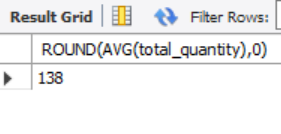 Result Grid Filter Rows:
ROUND(AVG(total_quantity),0)
138